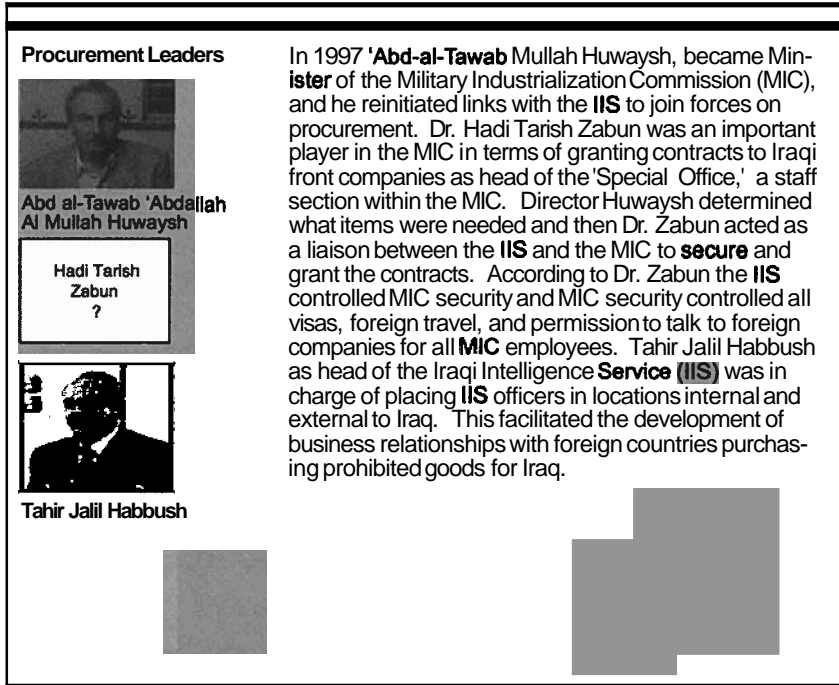 Procurement Leaders
Abd al-Tawab 'Abdallah
Al Mullah Huwaysh
Hadi Tarish
Zabun
?
Tahir Jalil Habbush
In 1997 'Abd-al-Tawab Mullah Huwaysh, became Min-
ister of the Military Industrialization Commission (MIC),
and he reinitiated links with the IIS to join forces on
procurement. Dr. Hadi Tarish Zabun was an important
player in the MIC in terms of granting contracts to Iraqi
front companies as head of the 'Special Office,' a staff
section within the MIC. Director Huwaysh determined
what items were needed and then Dr. Zabun acted as
a liaison between the IIS and the MIC to secure and
grant the contracts. According to Dr. Zabun the IIS
controlled MIC security and MIC security controlled all
visas, foreign travel, and permission to talk to foreign
companies for all MIC employees. Tahir Jalil Habbush
as head of the Iraqi Intelligence Service (IIS) was in
charge of placing IIS officers in locations internal and
external to Iraq. This facilitated the development of
business relationships with foreign countries purchas-
ing prohibited goods for Iraq.